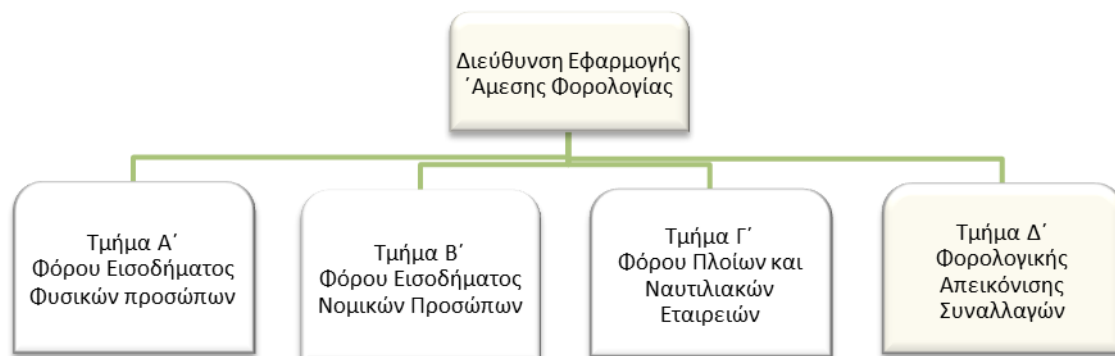 Διεύθυνση Εφαρμογής
΄Αμεσης Φορολογίας
Τμήμα Α΄
Φόρου Εισοδήματος
Φυσικών προσώπων
Τμήμα Β΄
Φόρου Εισοδήματος
Νομικών Προσώπων
Τμήμα Γ΄
Φόρου Πλοίων και
Ναυτιλιακών
Εταιρειών
Τμήμα Δ΄
Φορολογικής
Απεικόνισης
Συναλλαγών